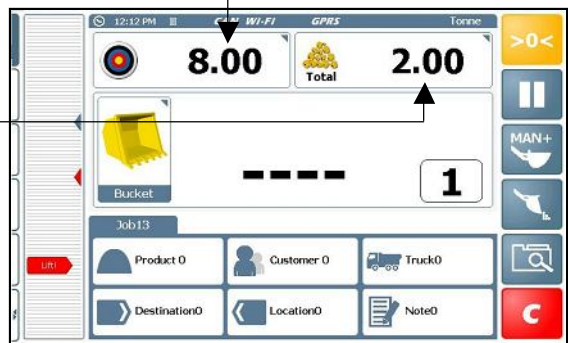 12:12 PM CAN WI-FI GPRS Tonne
>0<
8.00 Total 2.00
MAN+
Bucket ---- 1
Job13
Lift! Product 0 Customer 0 Truck0
Destination0 Location0 Note0
C